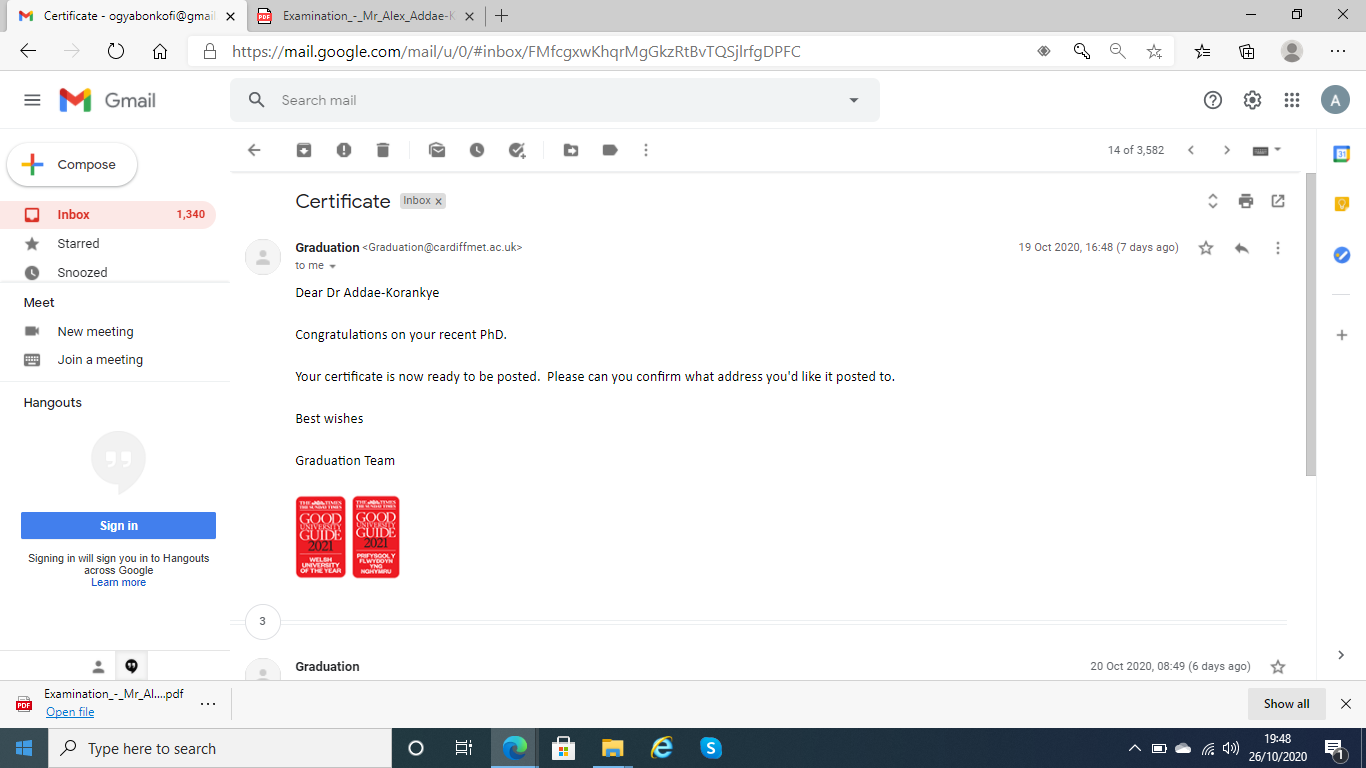 Certificate - ogyabonkofi@gmai
Examination_-_Mr_Alex_Addae-K
https://mail.google.com/mail/u/0/#inbox/FMfcgxwKhqrMgGkzRtBvTQSjlrfgDPFC
Gmail
Search mail
A
Compose
14 of 3,582
Inbox 1,340
Starred
Snoozed
Meet
New meeting
Join a meeting
Hangouts
Sign in
Signing in will sign you in to Hangouts
across Google
Learn more
Certificate Inbox x
Graduation <Graduation@cardiffmet.ac.uk> 19 Oct 2020, 16:48 (7 days ago)
to me
Dear Dr Addae-Korankye
Congratulations on your recent PhD.
Your certificate is now ready to be posted.  Please can you confirm what address you'd like it posted to.
Best wishes
Graduation Team
THE TIMES
THE SUNDAY TIMES
GOOD
UNIVERSITY
GUIDE
2021
WELSH
UNIVERSITY
OF THE YEAR
THE TIMES
THE SUNDAY TIMES
GOOD
UNIVERSITY
GUIDE
2021
PRIFYSGOL Y
FLWYDDYN
YNG
NGHYMRU
3
Graduation 20 Oct 2020, 08:49 (6 days ago)
PDF
Examination_-_Mr_Al....pdf
Open file
Show all
Type here to search
19:48
26/10/2020
1